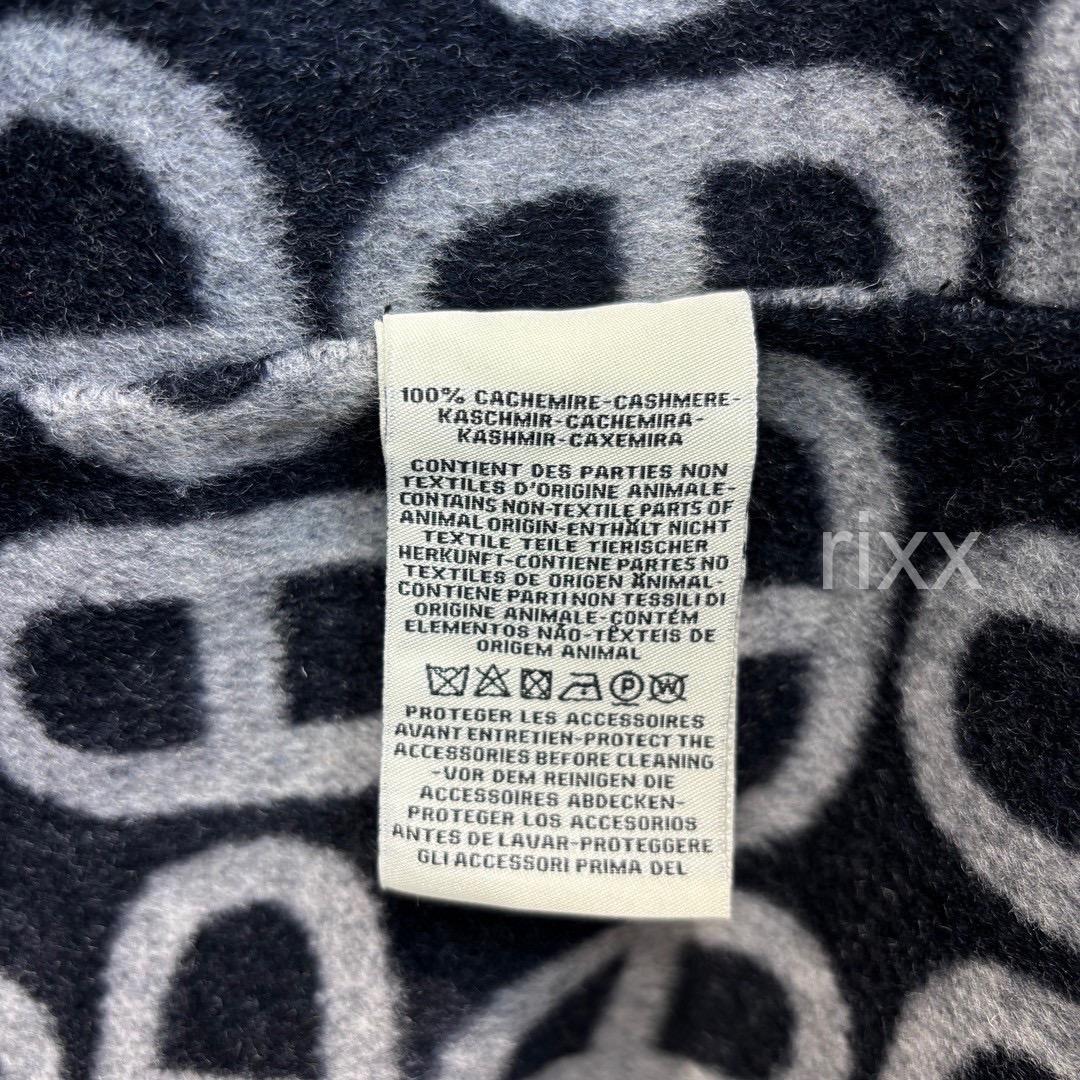 100% CACHEMIRE-CASHMERE-
KASCHMIR-CACHEMIRA-
KASHMIR-CAXEMIRA
CONTIENT DES PARTIES NON
TEXTILES D'ORIGINE ANIMALE-
CONTAINS NON-TEXTILE PARTS OF
ANIMAL ORIGIN-ENTHÄLT NICHT
TEXTILE TEILE TIERISCHER
HERKUNFT-CONTIENE PARTES NO
TEXTILES DE ORIGEN ANIMAL-
CONTIENE PARTI NON TESSILI DI
ORIGINE ANIMALE-CONTÉM
ELEMENTOS NÃO-TÊXTEIS DE
ORIGEM ANIMAL
P W
PROTEGER LES ACCESSOIRES
AVANT ENTRETIEN-PROTECT THE
ACCESSORIES BEFORE CLEANING
-VOR DEM REINIGEN DIE
ACCESSOIRES ABDECKEN-
PROTEGER LOS ACCESORIOS
ANTES DE LAVAR-PROTEGGERE
GLI ACCESSORI PRIMA DEL
rixx